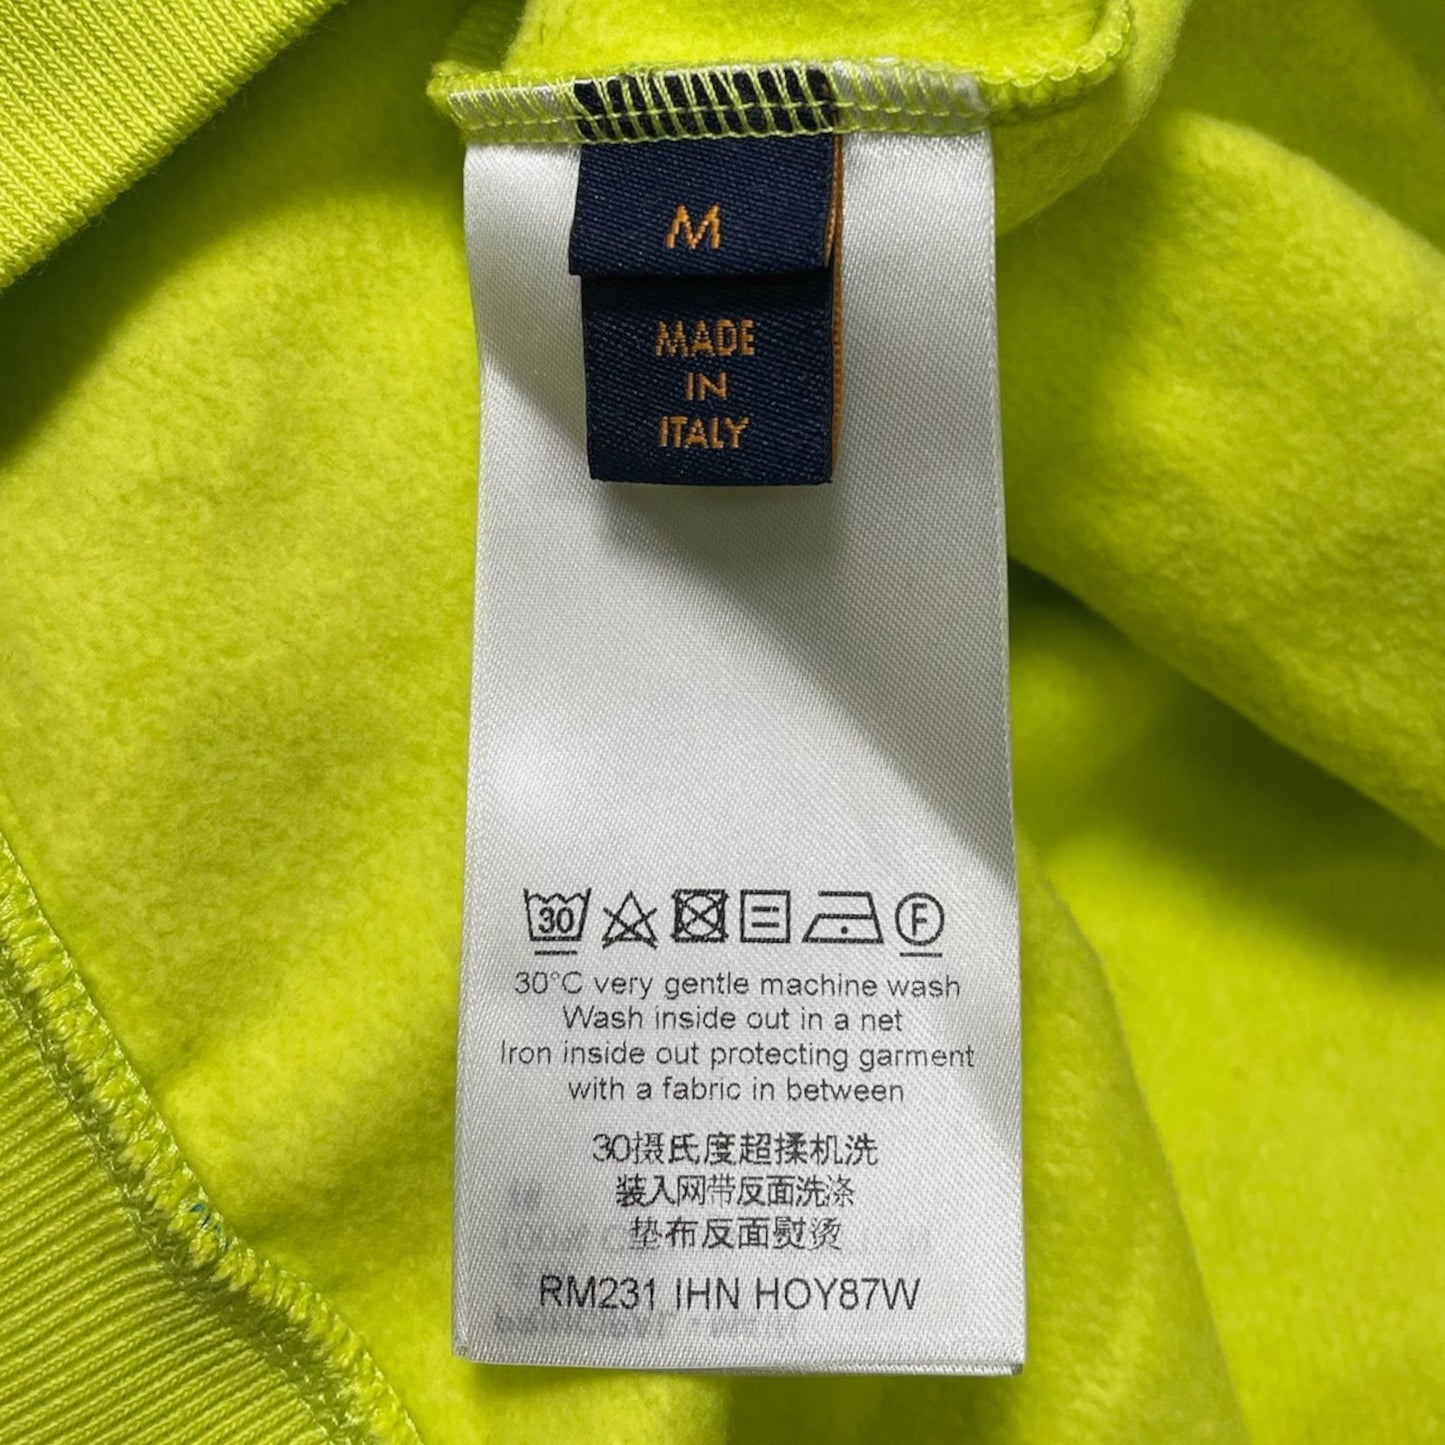 M
MADE
IN
ITALY
30 F
30°C very gentle machine wash
Wash inside out in a net
Iron inside out protecting garment
with a fabric in between
30摄氏度超揉机洗
装入网带反面洗涤
垫布反面熨烫
RM231 IHN HOY87W